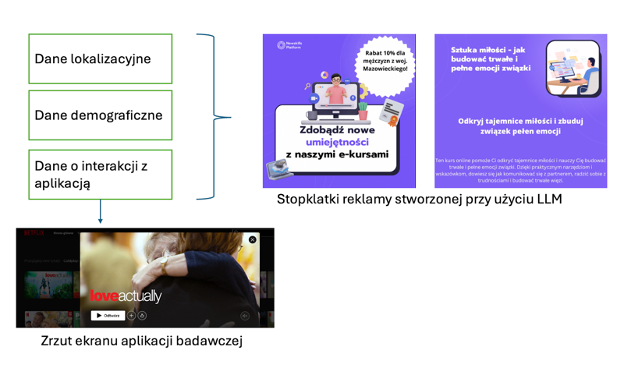 Dane lokalizacyjne
Dane demograficzne
Dane o interakcji z
aplikacją
Rabat 10% dla
mężczyzn z woj.
Mazowieckiego!
Zdobądź nowe
umiejętności
z naszymi e-kursami
Sztuka miłości - jak
budować trwałe i
pełne emocji związki
Odkryj tajemnice miłości i zbuduj
związek pełen emocji
Ten kurs online pomoże Ci odkryć tajemnice miłości i nauczy Cię budować
trwałe i pełne emocji związki. Dzięki praktycznym narzędziom i
wskazówkom, dowiesz się jak komunikować się z partnerem, radzić sobie z
trudnościami i budować trwałe więzi.
Stopklatki reklamy stworzonej przy użyciu LLM
loveactually
Odtwórz
Zrzut ekranu aplikacji badawczej